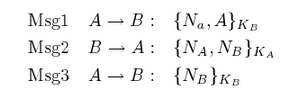 Msg1 A → B : {N_a, A}_{K_B}
Msg2 B → A : {N_A, N_B}_{K_A}
Msg3 A → B : {N_B}_{K_B}